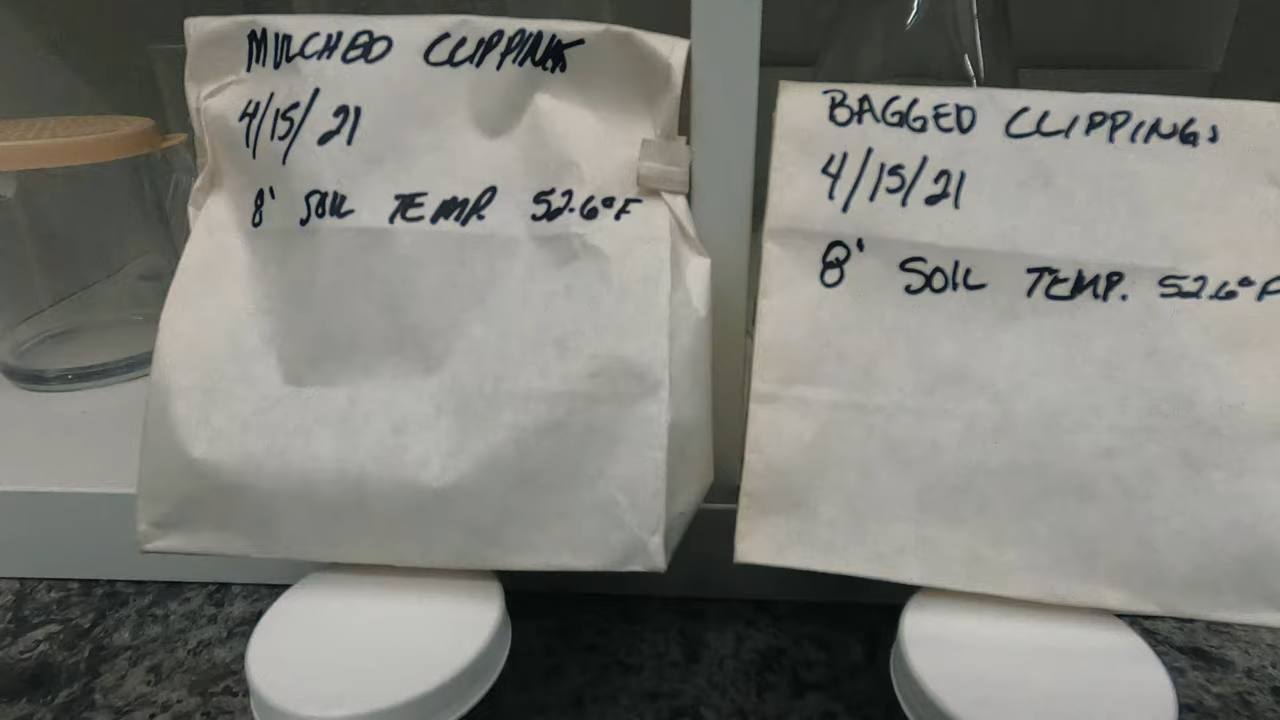 MULCHED CLIPPINGS
4/15/21
8' SOIL TEMP. 52.6°F
BAGGED CLIPPINGS
4/15/21
8' SOIL TEMP. 52.6°F